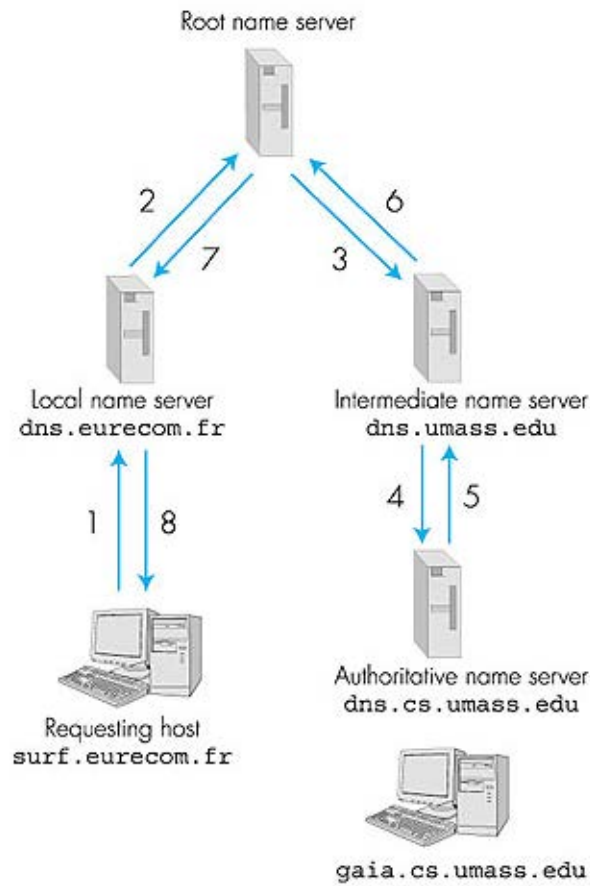 Root name server
2
7
3
6
Local name server
dns.eurecom.fr
Intermediate name server
dns.umass.edu
1
8
4
5
Requesting host
surf.eurecom.fr
Authoritative name server
dns.cs.umass.edu
gaia.cs.umass.edu